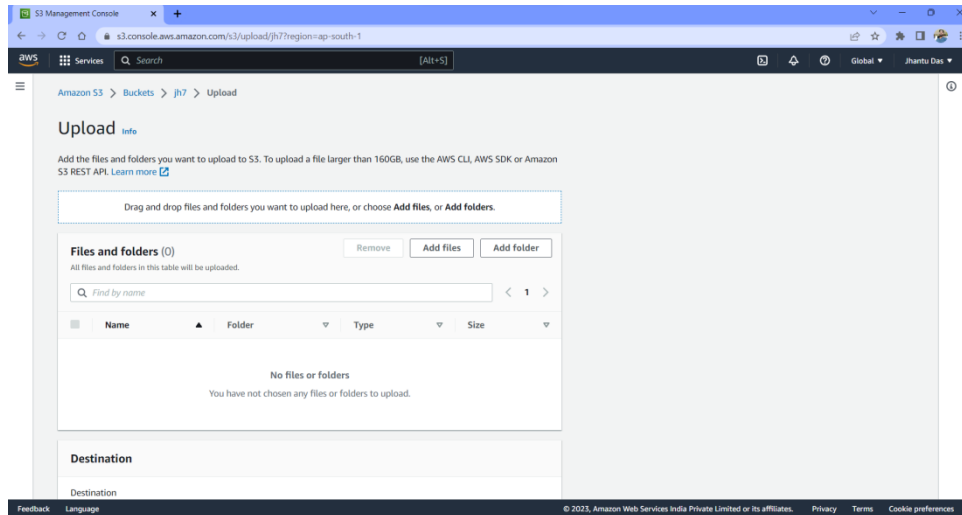 S3 Management Console
s3.console.aws.amazon.com/s3/upload/jh7?region=ap-south-1
aws Services Search [Alt+S] Global Jhantu Das
Amazon S3 > Buckets > jh7 > Upload
Upload Info
Add the files and folders you want to upload to S3. To upload a file larger than 160GB, use the AWS CLI, AWS SDK or Amazon
S3 REST API. Learn more
Drag and drop files and folders you want to upload here, or choose Add files, or Add folders.
Files and folders (0) Remove Add files Add folder
All files and folders in this table will be uploaded.
Find by name < 1 >
Name Folder Type Size
No files or folders
You have not chosen any files or folders to upload.
Destination
Destination
Feedback Language © 2023, Amazon Web Services India Private Limited or its affiliates. Privacy Terms Cookie preferences